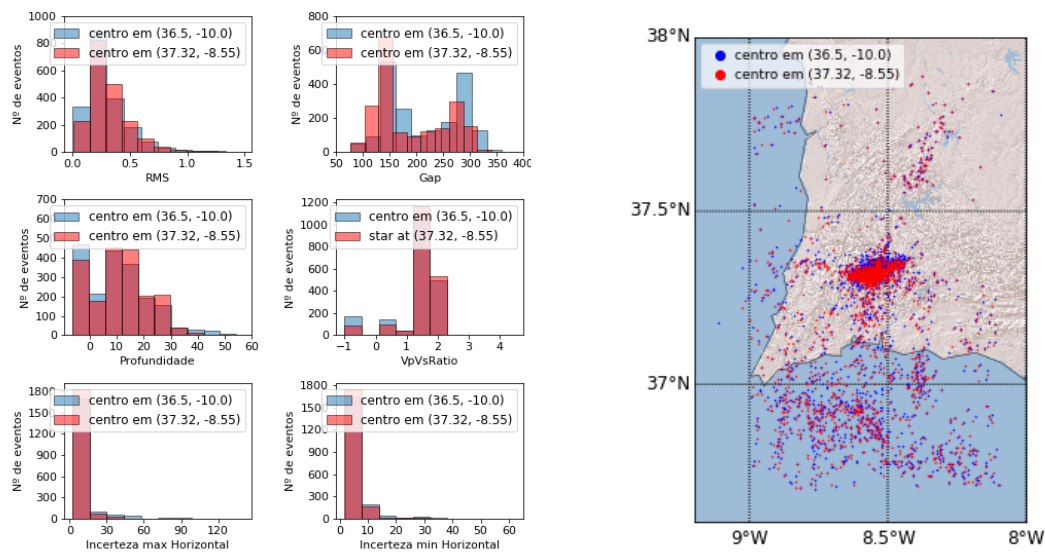 1000
800
600
400
200
0
Nº de eventos
centro em (36.5, -10.0)
centro em (37.32, -8.55)
0.0 0.5 1.0 1.5
RMS
800
600
400
200
0
Nº de eventos
centro em (36.5, -10.0)
centro em (37.32, -8.55)
50 100 150 200 250 300 350 400
Gap
700
600
50
400
300
200
100
0
Nº de eventos
centro em (36.5, -10.0)
centro em (37.32, -8.55)
0 10 20 30 40 50 60
Profundidade
1200
1000
800
600
400
200
0
Nº de eventos
centro em (36.5, -10.0)
star at (37.32, -8.55)
-1 0 1 2 3 4
VpVsRatio
1800
1500
1200
900
600
300
0
Nº de eventos
centro em (36.5, -10.0)
centro em (37.32, -8.55)
0 30 60 90 120
Incerteza max Horizontal
1800
1500
1200
900
600
300
0
Nº de eventos
centro em (36.5, -10.0)
centro em (37.32, -8.55)
0 10 20 30 40 50 60
Incerteza min Horizontal
38°N
37.5°N
37°N
centro em (36.5, -10.0)
centro em (37.32, -8.55)
9°W 8.5°W 8°W